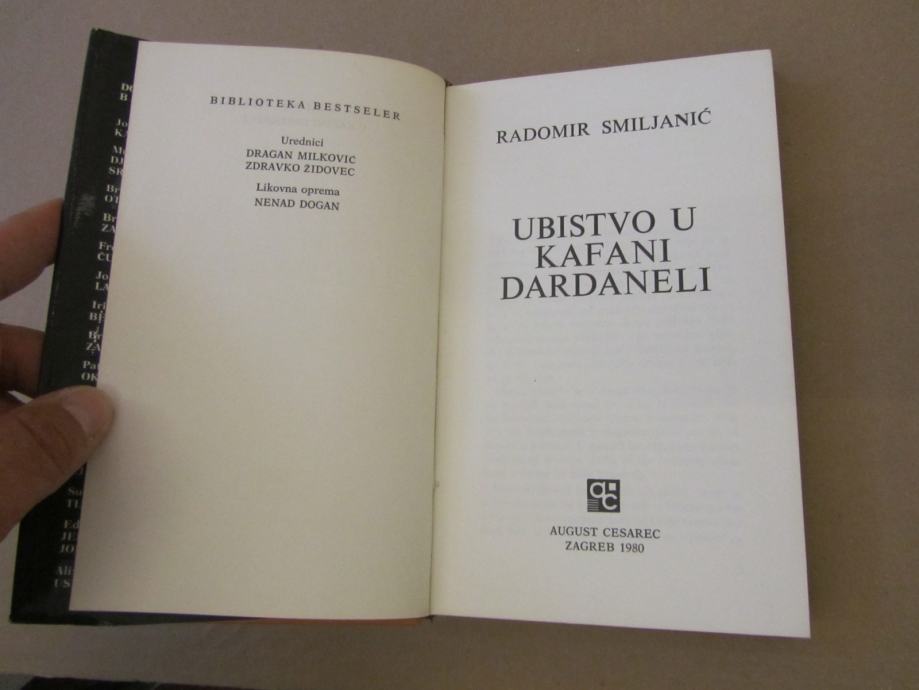 BIBLIOTEKA BESTSELER
Urednici
DRAGAN MILKOVIĆ
ZDRAVKO ŽIDOVEC
Likovna oprema
NENAD DOGAN
RADOMIR SMILJANIĆ
UBISTVO U
KAFANI
DARDANELI
AUGUST CESAREC
ZAGREB 1980